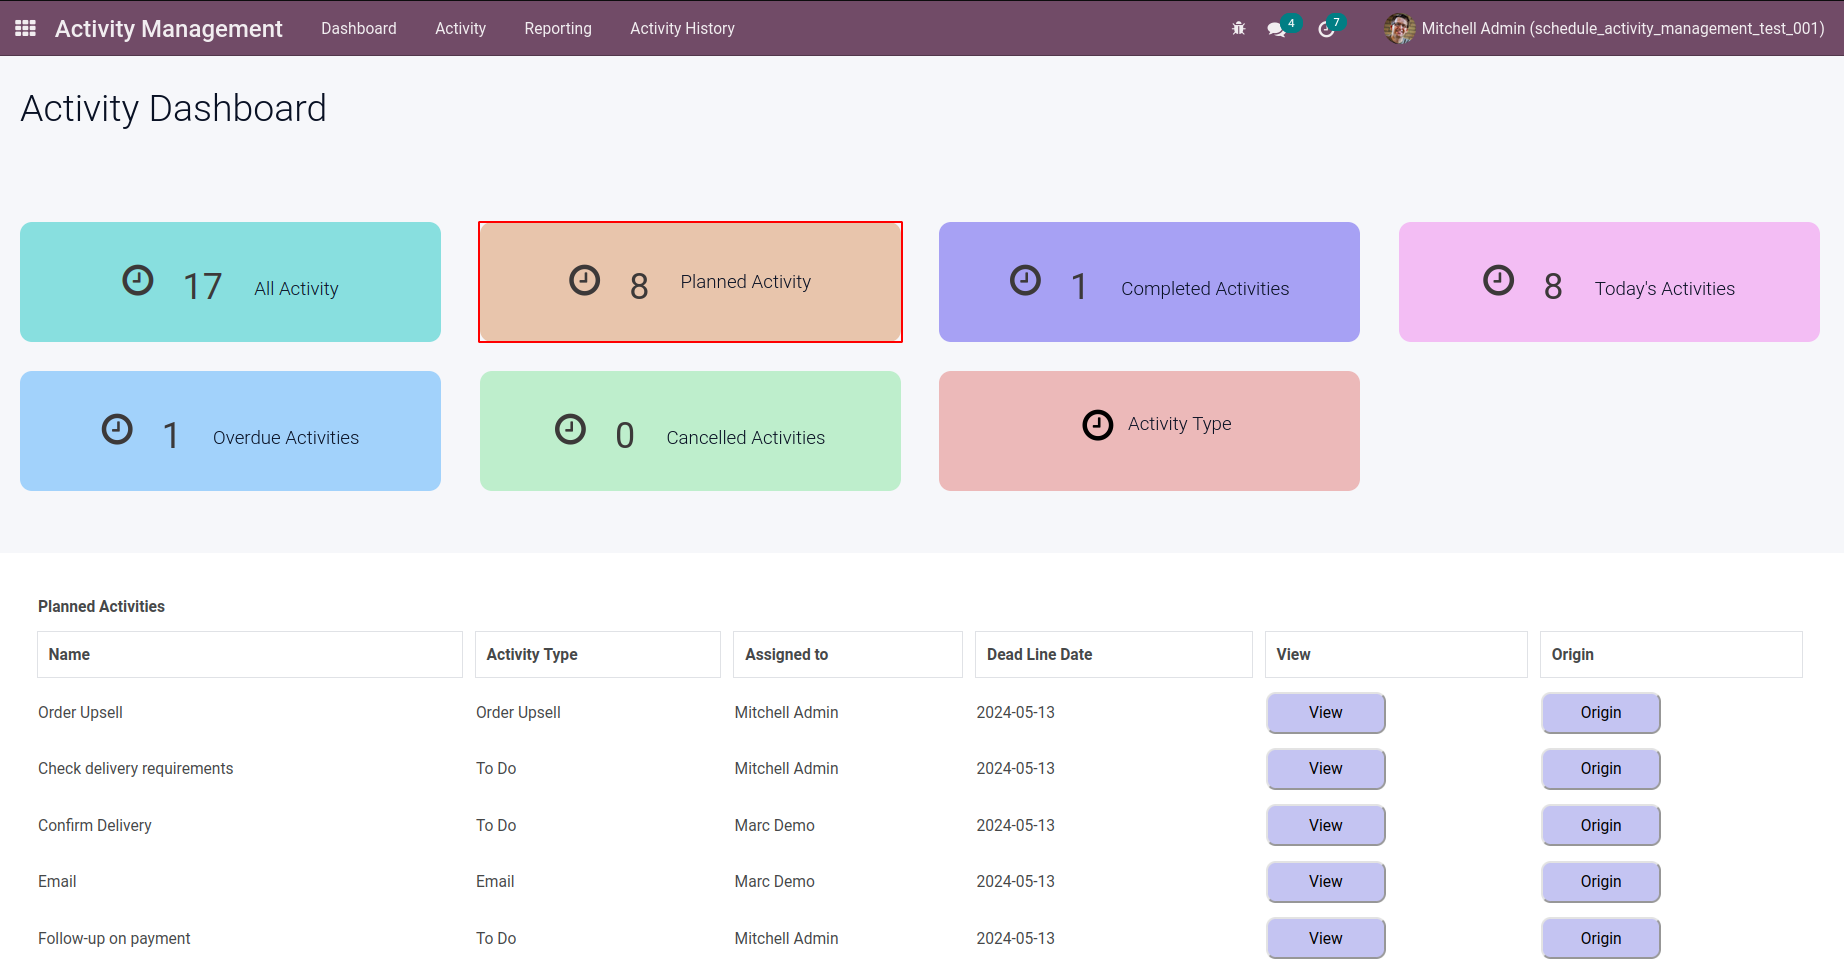 Activity Management Dashboard Activity Reporting Activity History 4 7 Mitchell Admin (schedule_activity_management_test_001)
Activity Dashboard
17 All Activity 8 Planned Activity 1 Completed Activities 8 Today's Activities
1 Overdue Activities 0 Cancelled Activities Activity Type
Planned Activities
Name Activity Type Assigned to Dead Line Date View Origin
Order Upsell Order Upsell Mitchell Admin 2024-05-13 View Origin
Check delivery requirements To Do Mitchell Admin 2024-05-13 View Origin
Confirm Delivery To Do Marc Demo 2024-05-13 View Origin
Email Email Marc Demo 2024-05-13 View Origin
Follow-up on payment To Do Mitchell Admin 2024-05-13 View Origin